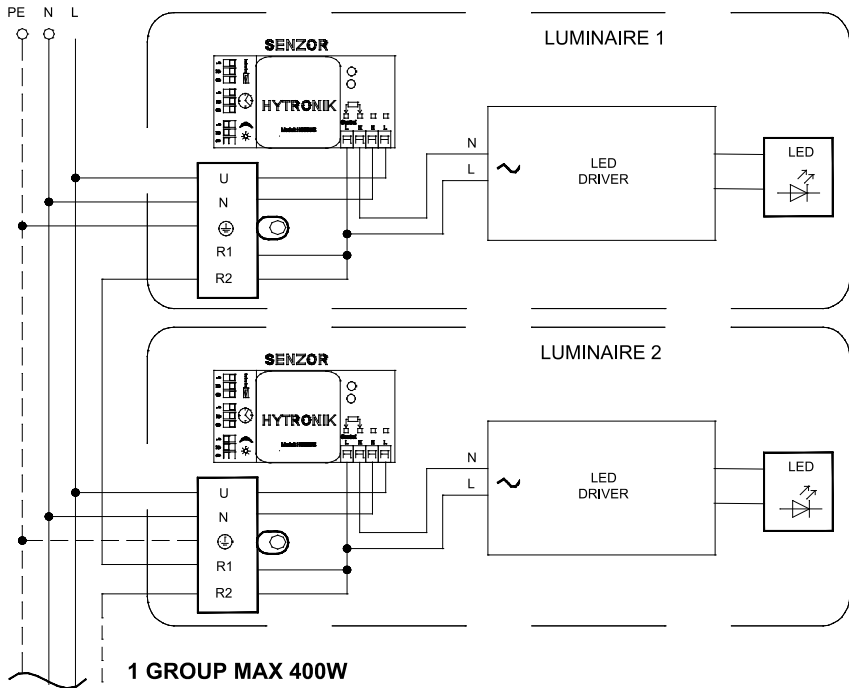 PE N L
LUMINAIRE 1
SENZOR
HYTRONIK
L N N L
N
L
LED
DRIVER
LED
U
N
R1
R2
LUMINAIRE 2
SENZOR
HYTRONIK
L N N L
N
L
LED
DRIVER
LED
U
N
R1
R2
1 GROUP MAX 400W